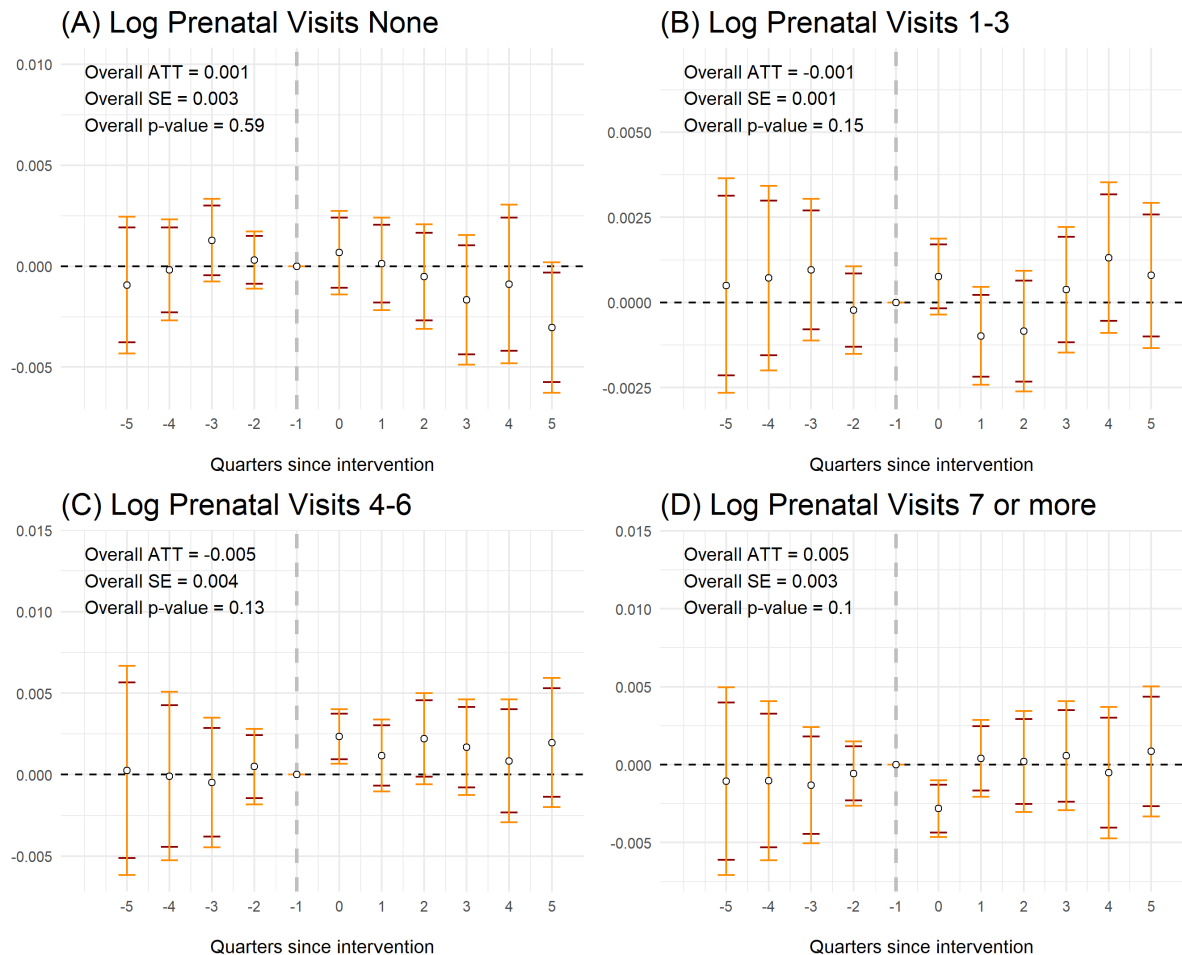 (A) Log Prenatal Visits None
0.010
0.005
0.000
-0.005
Overall ATT = 0.001
Overall SE = 0.003
Overall p-value = 0.59
-5 -4 -3 -2 -1 0 1 2 3 4 5
Quarters since intervention
(B) Log Prenatal Visits 1-3
0.0050
0.0025
0.0000
-0.0025
Overall ATT = -0.001
Overall SE = 0.001
Overall p-value = 0.15
-5 -4 -3 -2 -1 0 1 2 3 4 5
Quarters since intervention
(C) Log Prenatal Visits 4-6
0.015
0.010
0.005
0.000
-0.005
Overall ATT = -0.005
Overall SE = 0.004
Overall p-value = 0.13
-5 -4 -3 -2 -1 0 1 2 3 4 5
Quarters since intervention
(D) Log Prenatal Visits 7 or more
0.015
0.010
0.005
0.000
-0.005
Overall ATT = 0.005
Overall SE = 0.003
Overall p-value = 0.1
-5 -4 -3 -2 -1 0 1 2 3 4 5
Quarters since intervention